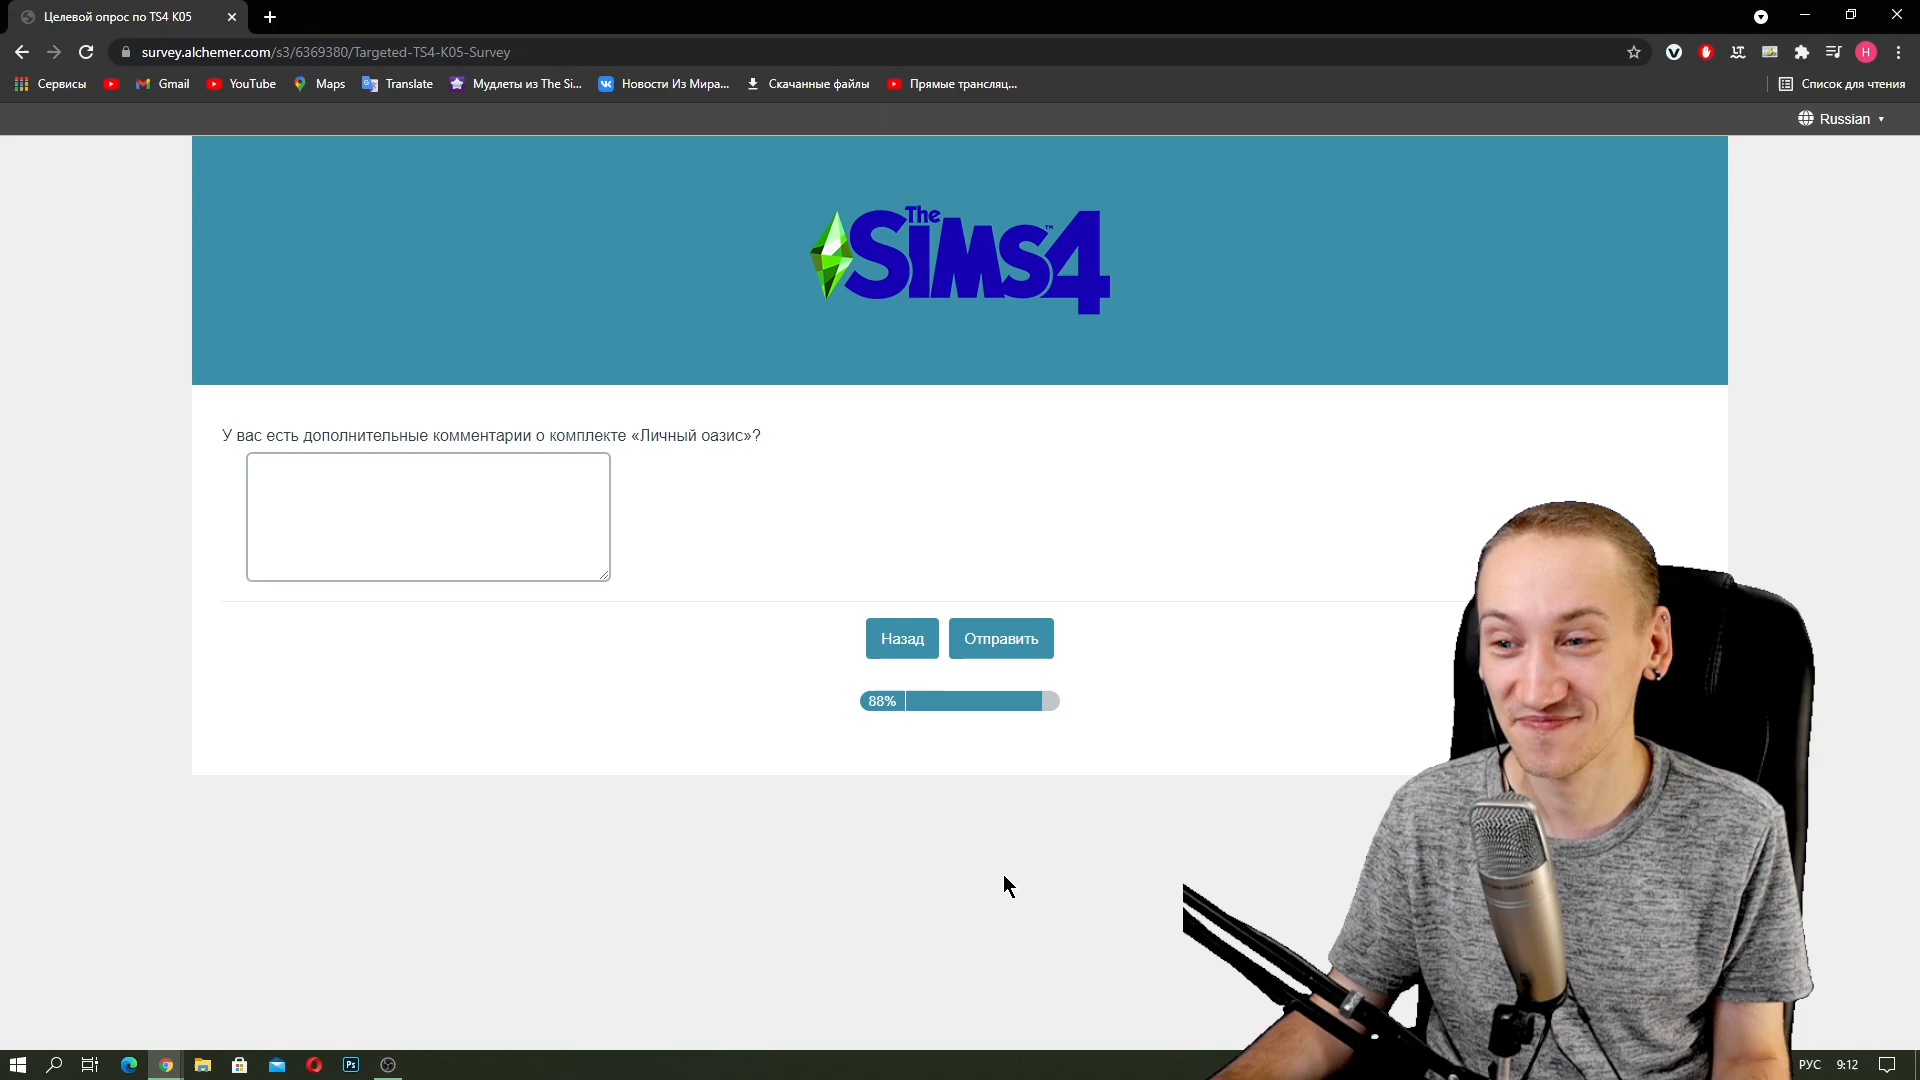 Целевой опрос по TS4 K05
survey.alchemer.com/s3/6369380/Targeted-TS4-K05-Survey
H
Сервисы
Gmail
YouTube
Maps
Translate
Мудлеты из The Si...
Новости Из Мира...
Скачанные файлы
Прямые трансляц...
Список для чтения
Russian
The
SiMS4
У вас есть дополнительные комментарии о комплекте «Личный оазис»?
Назад
Отправить
88%
Ps
РУС
9:12